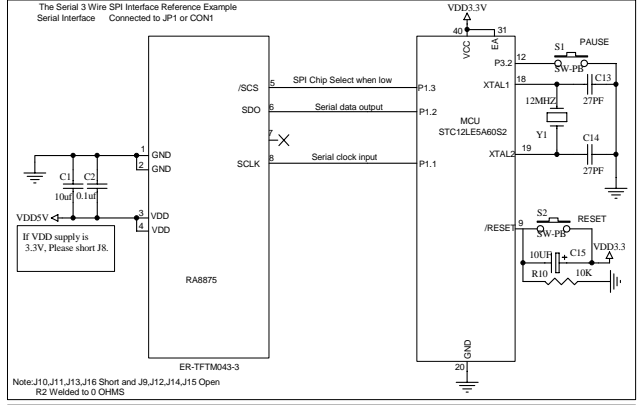 The Serial 3 Wire SPI Interface Reference Example
Serial Interface Connected to JP1 or CON1
VDD3.3V
40
31
VCC
EA
12
S1
PAUSE
P3.2
SW-PB
/SCS
5
SPI Chip Select when low
P1.3
XTAL1
18
C13
27PF
12MHZ
SDO
6
Serial data output
P1.2
MCU
STC12LE5A60S2
Y1
7
C14
27PF
1
GND
2
GND
SCLK
8
Serial clock input
P1.1
XTAL2
19
C1
C2
10uf
0.1uf
VDD5V
3
VDD
4
VDD
If VDD supply is
3.3V, Please short J8.
/RESET
9
S2
RESET
SW-PB
VDD3.3
10UF
+
C15
R10
10K
RA8875
GND
20
ER-TFTM043-3
Note:J10,J11,J13,J16 Short and J9,J12,J14,J15 Open
R2 Welded to 0 OHMS